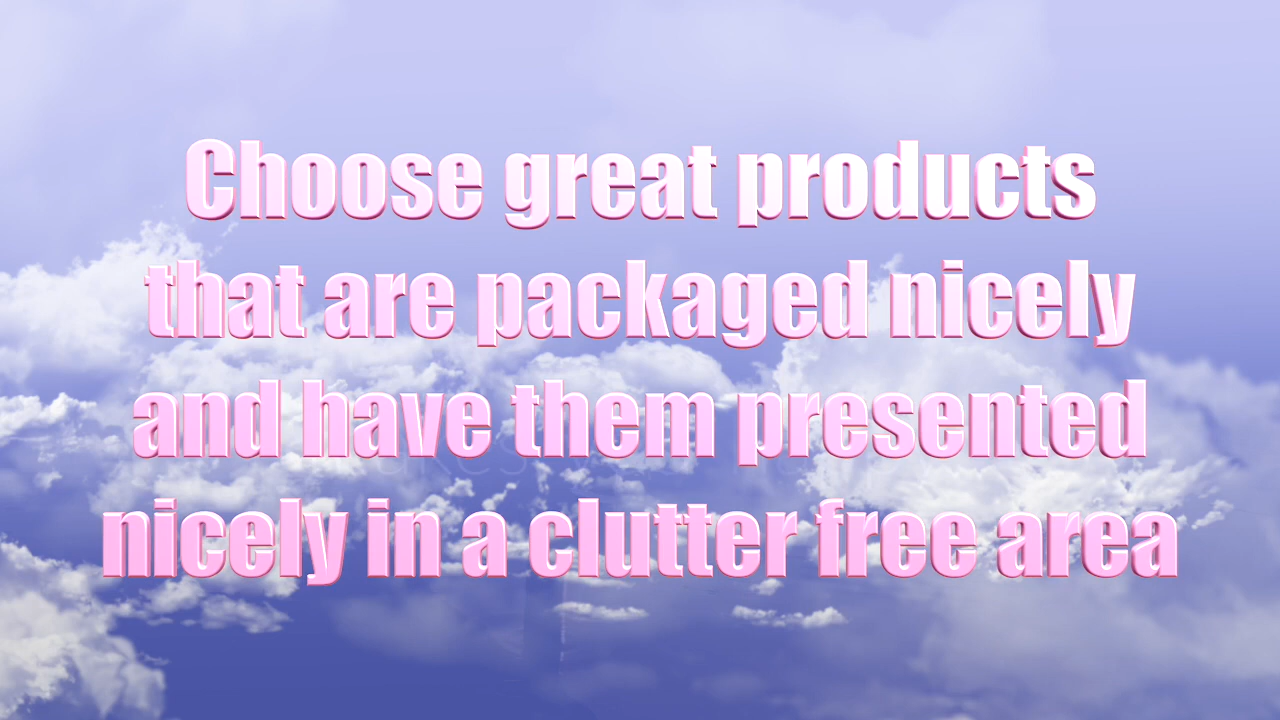 Choose great products
that are packaged nicely
and have them presented
nicely in a clutter free area